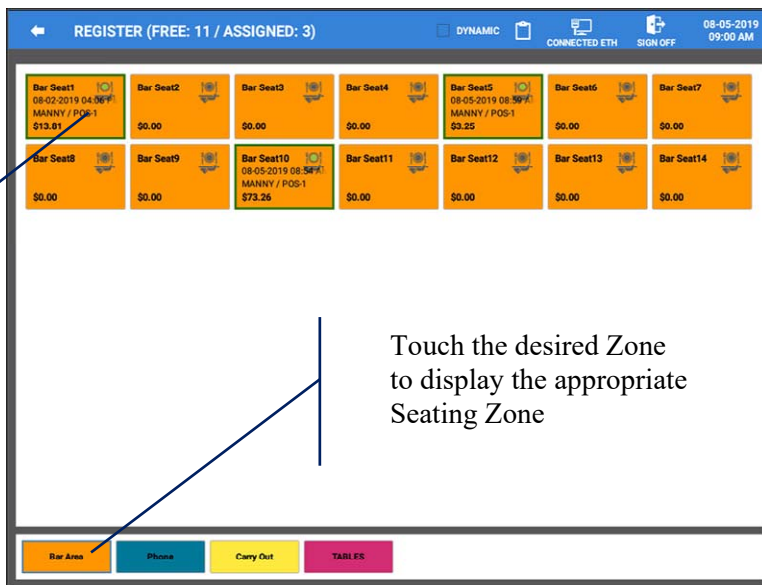 REGISTER (FREE: 11 / ASSIGNED: 3)
DYNAMIC
CONNECTED ETH
SIGN OFF
08-05-2019
09:00 AM
Bar Seat1
08-02-2019 04:06
MANNY / POS-1
$13.81
Bar Seat2
$0.00
Bar Seat3
$0.00
Bar Seat4
$0.00
Bar Seat5
08-05-2019 08:59
MANNY / POS-1
$3.25
Bar Seat6
$0.00
Bar Seat7
$0.00
Bar Seat8
$0.00
Bar Seat9
$0.00
Bar Seat10
08-05-2019 08:54
MANNY / POS-1
$73.26
Bar Seat11
$0.00
Bar Seat12
$0.00
Bar Seat13
$0.00
Bar Seat14
$0.00
Touch the desired Zone
to display the appropriate
Seating Zone
Bar Area
Phone
Carry Out
TABLES